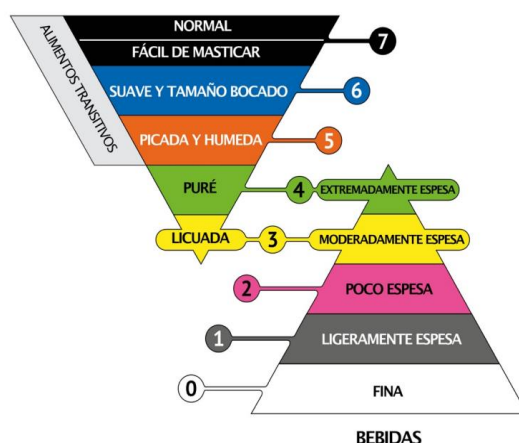 ALIMENTOS TRANSITIVOS
NORMAL
FÁCIL DE MASTICAR
7
SUAVE Y TAMAÑO BOCADO
6
PICADA Y HUMEDA
5
PURÉ
4
EXTREMADAMENTE ESPESA
LICUADA
3
MODERADAMENTE ESPESA
2
POCO ESPESA
1
LIGERAMENTE ESPESA
0
FINA
BEBIDAS